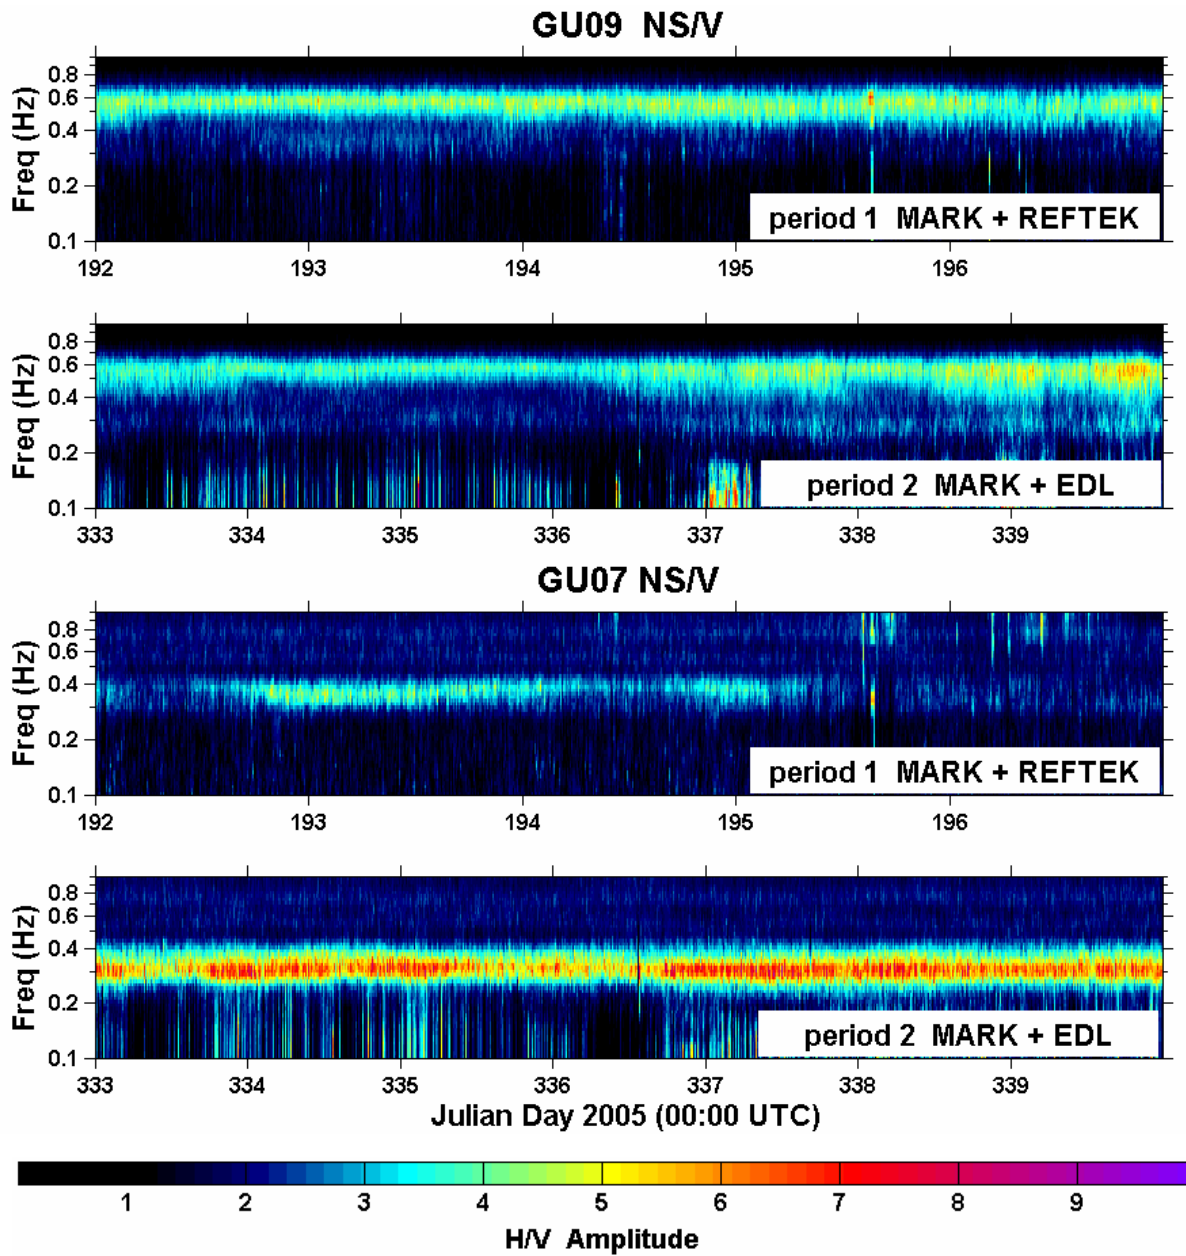 GU09 NS/V
Freq (Hz)
0.8
0.6
0.4
0.2
0.1
period 1 MARK + REFTEK
192 193 194 195 196
Freq (Hz)
0.8
0.6
0.4
0.2
0.1
period 2 MARK + EDL
333 334 335 336 337 338 339
GU07 NS/V
Freq (Hz)
0.8
0.6
0.4
0.2
0.1
period 1 MARK + REFTEK
192 193 194 195 196
Freq (Hz)
0.8
0.6
0.4
0.2
0.1
period 2 MARK + EDL
333 334 335 336 337 338 339
Julian Day 2005 (00:00 UTC)
1 2 3 4 5 6 7 8 9
H/V Amplitude